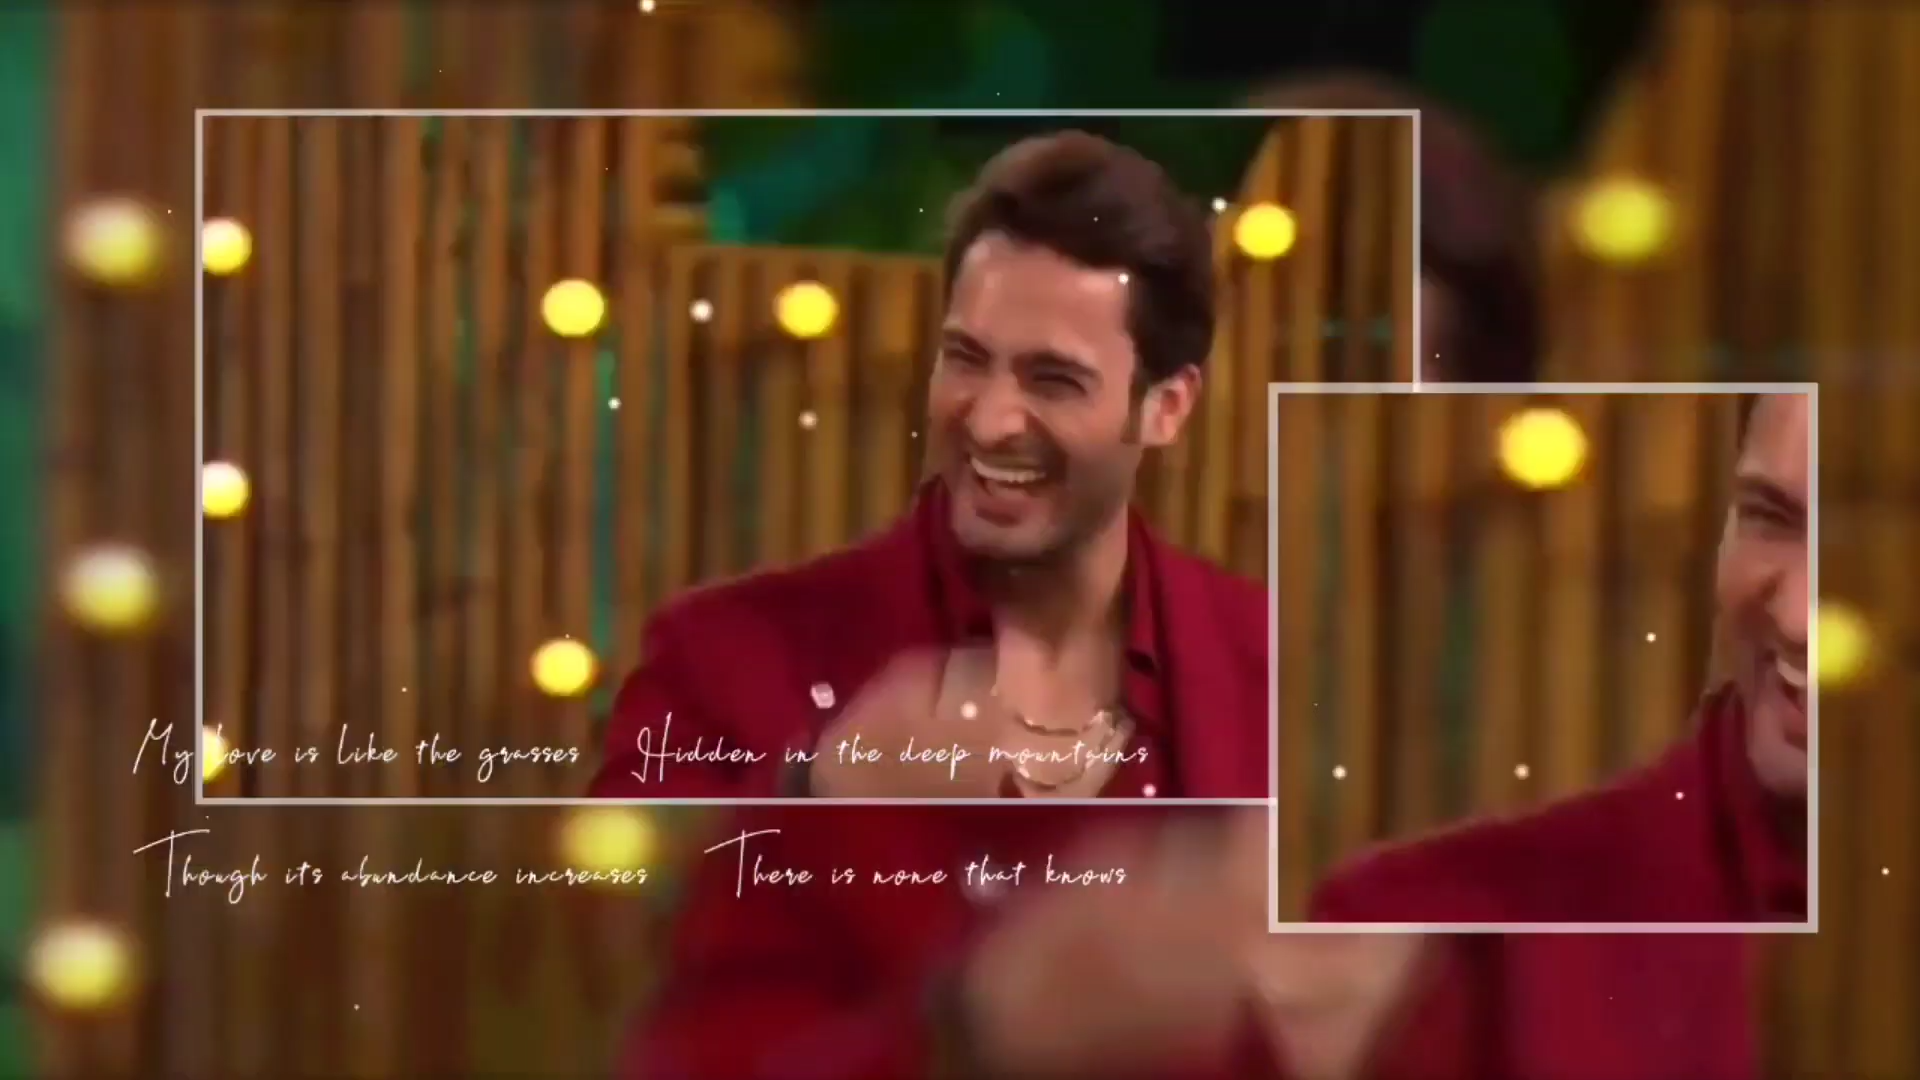 My love is like the grasses Hidden in the deep mountains
Though its abundance increases There is none that knows